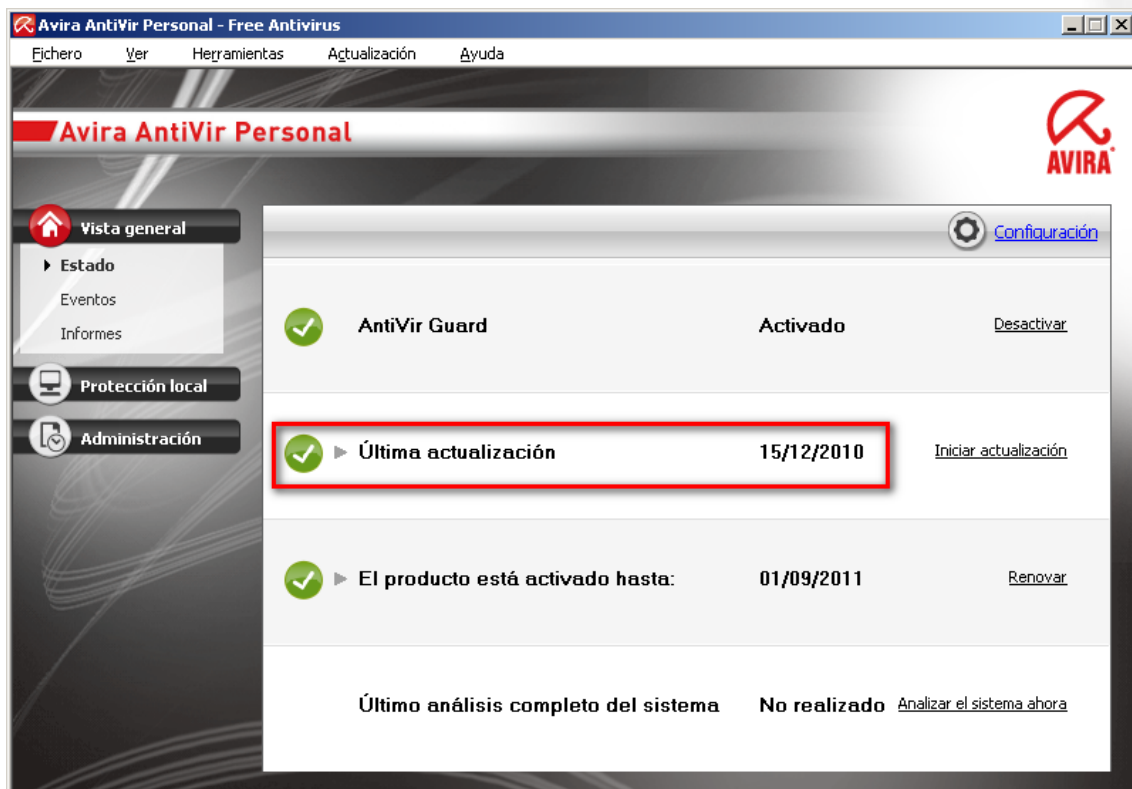 Avira AntiVir Personal - Free Antivirus
Fichero Ver Herramientas Actualización Ayuda
Avira AntiVir Personal
AVIRA
Vista general
Configuración
Estado
Eventos
Informes
AntiVir Guard Activado Desactivar
Protección local
Administración
Última actualización 15/12/2010 Iniciar actualización
El producto está activado hasta: 01/09/2011 Renovar
Último análisis completo del sistema No realizado Analizar el sistema ahora